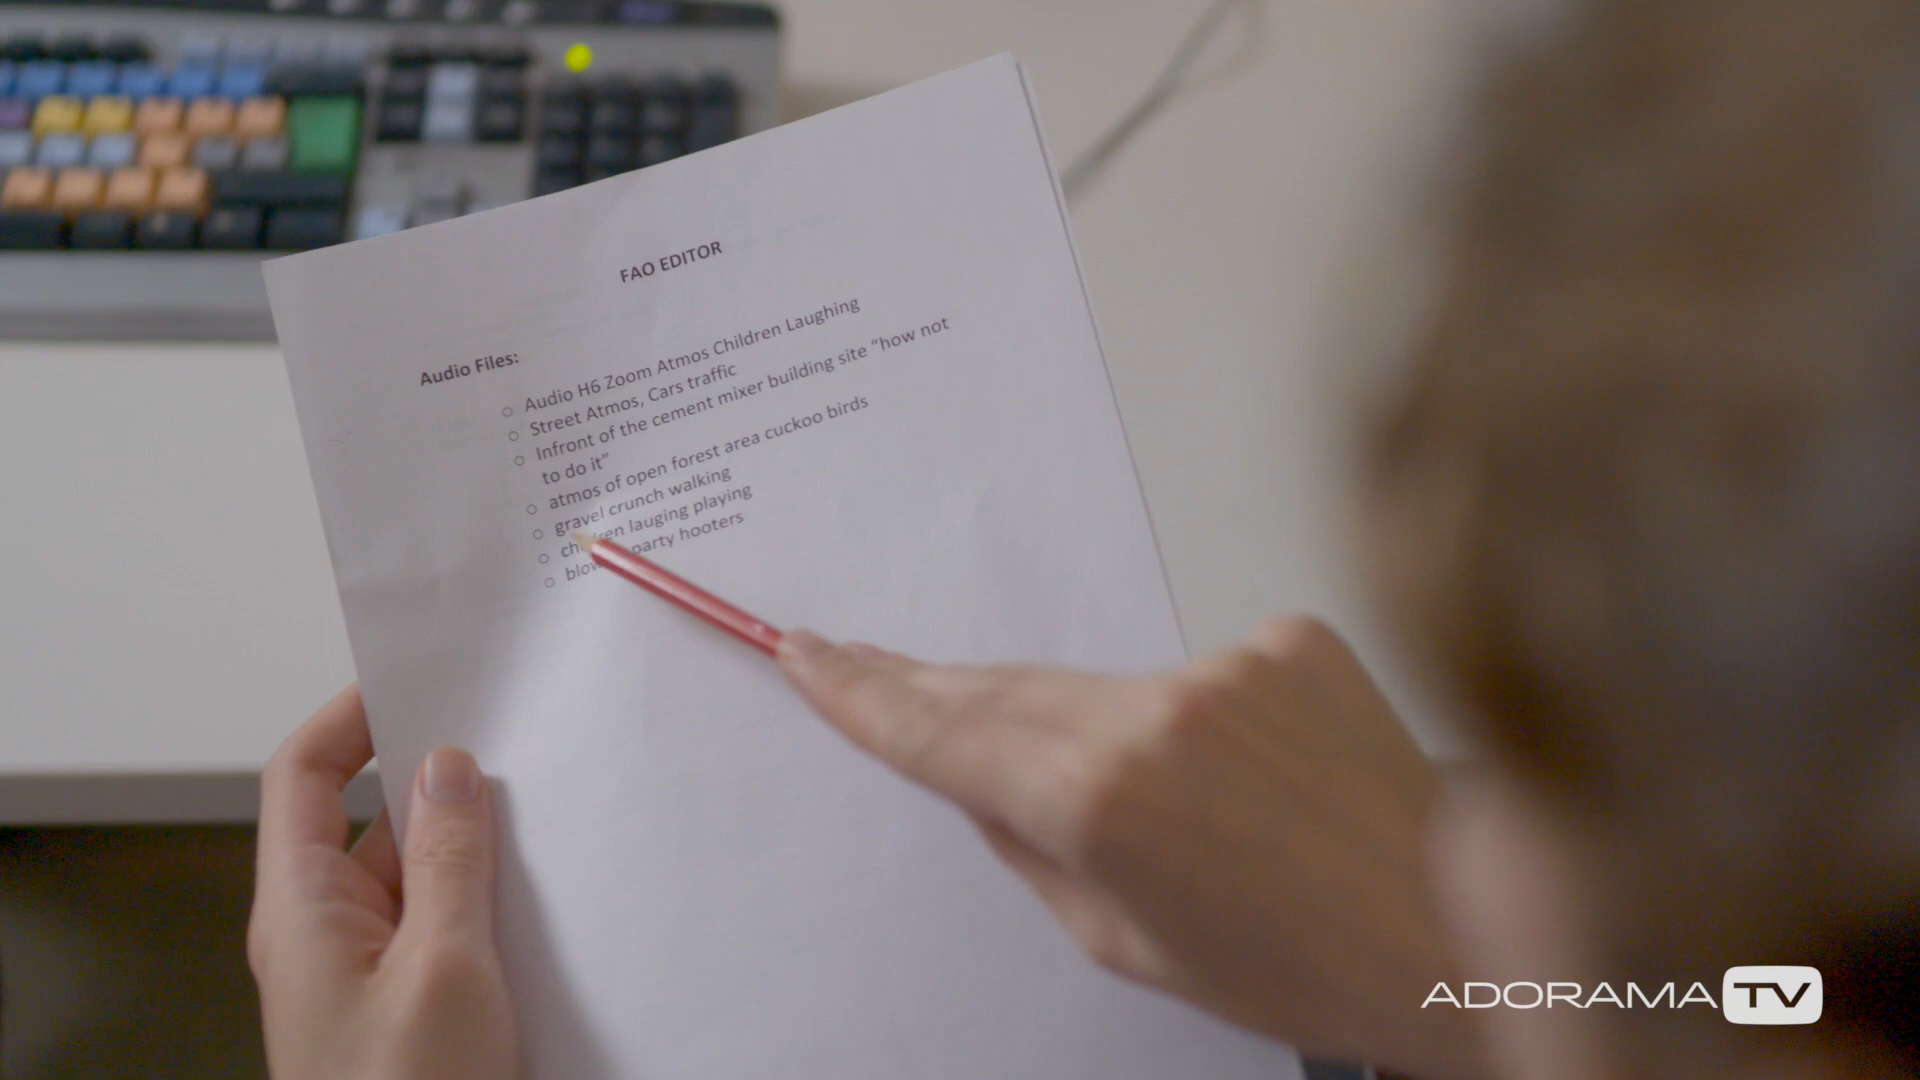 FAO EDITOR
Audio Files:
Audio H6 Zoom Atmos Children Laughing
Street Atmos, Cars traffic
Infront of the cement mixer building site “how not
to do it”
atmos of open forest area cuckoo birds
gravel crunch walking
lauging playing
party hooters
ADORAMA TV